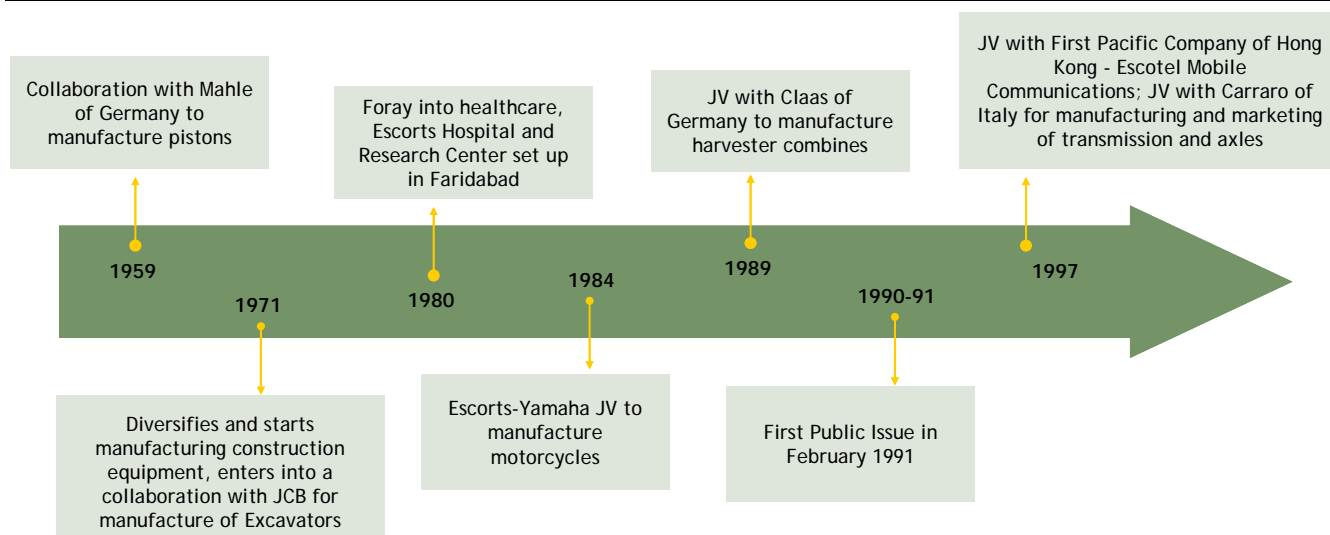 Collaboration with Mahle
of Germany to
manufacture pistons
Foray into healthcare,
Escorts Hospital and
Research Center set up
in Faridabad
JV with Claas of
Germany to manufacture
harvester combines
JV with First Pacific Company of Hong
Kong - Escotel Mobile
Communications; JV with Carraro of
Italy for manufacturing and marketing
of transmission and axles
1959
1971
1980
1984
1989
1990-91
1997
Diversifies and starts
manufacturing construction
equipment, enters into a
collaboration with JCB for
manufacture of Excavators
Escorts-Yamaha JV to
manufacture
motorcycles
First Public Issue in
February 1991